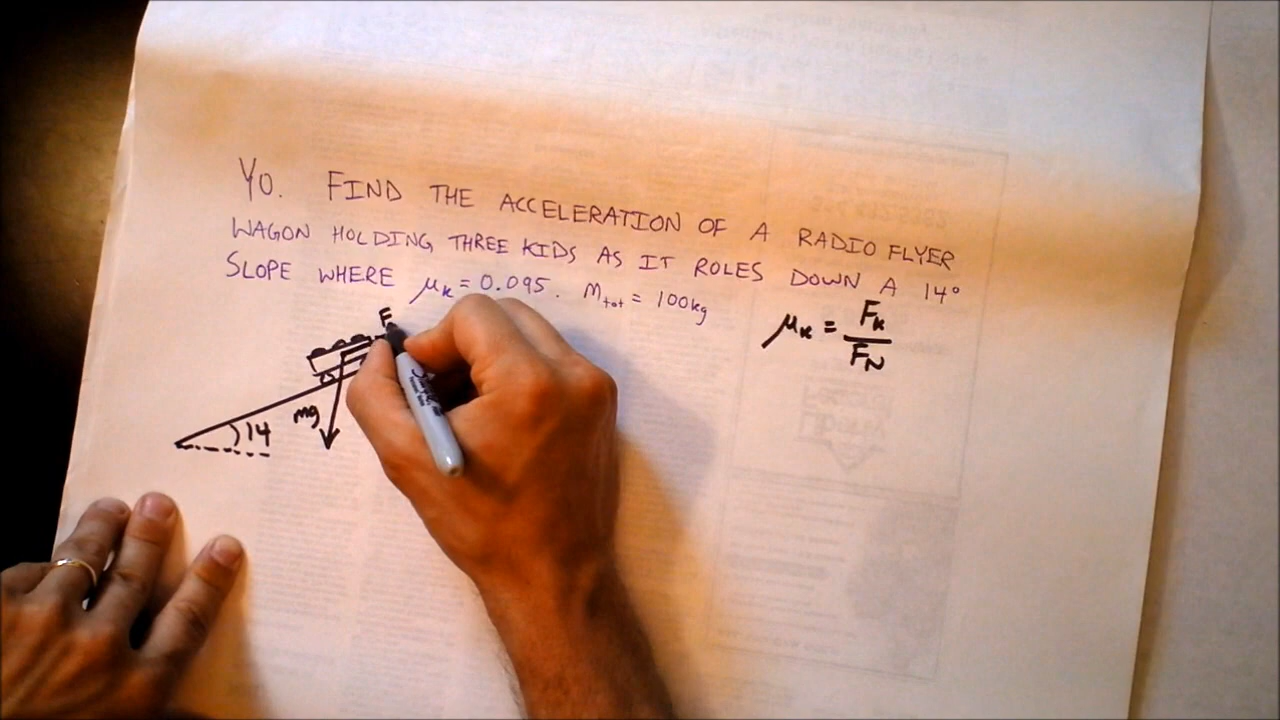 YO. FIND THE ACCELERATION OF A RADIO FLYER
WAGON HOLDING THREE KIDS AS IT ROLES DOWN A 14°
SLOPE WHERE μk = 0.095. Mtot = 100kg
μk = Fk/FN
F
mg
14